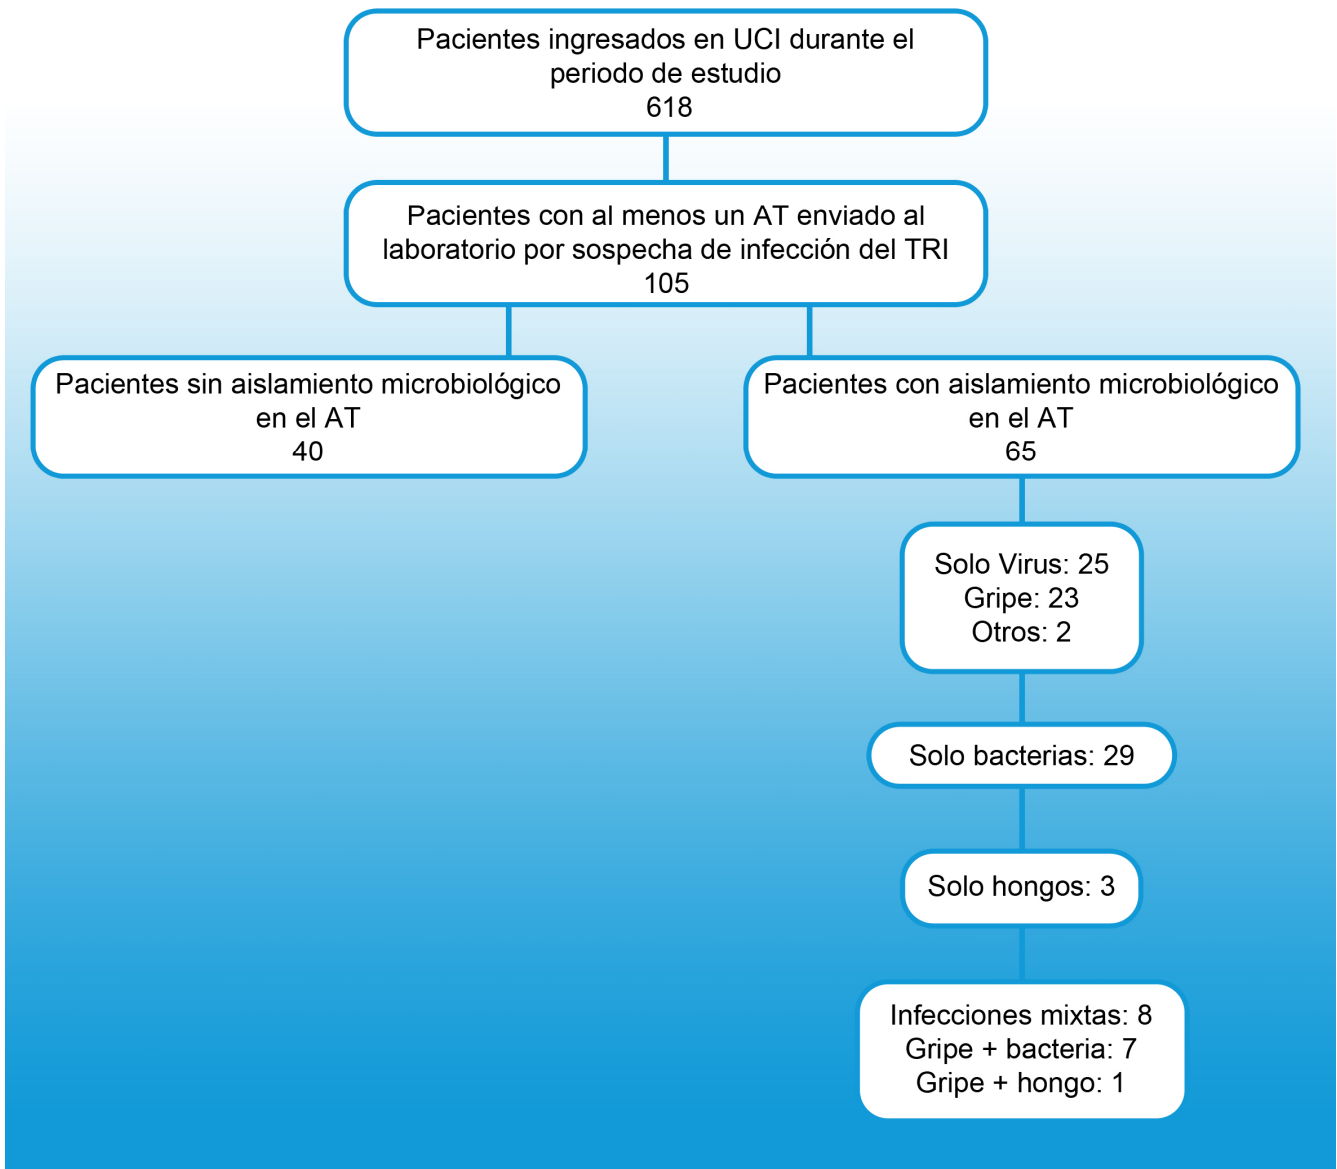 Pacientes ingresados en UCI durante el
periodo de estudio
618
Pacientes con al menos un AT enviado al
laboratorio por sospecha de infección del TRI
105
Pacientes sin aislamiento microbiológico
en el AT
40
Pacientes con aislamiento microbiológico
en el AT
65
Solo Virus: 25
Gripe: 23
Otros: 2
Solo bacterias: 29
Solo hongos: 3
Infecciones mixtas: 8
Gripe + bacteria: 7
Gripe + hongo: 1